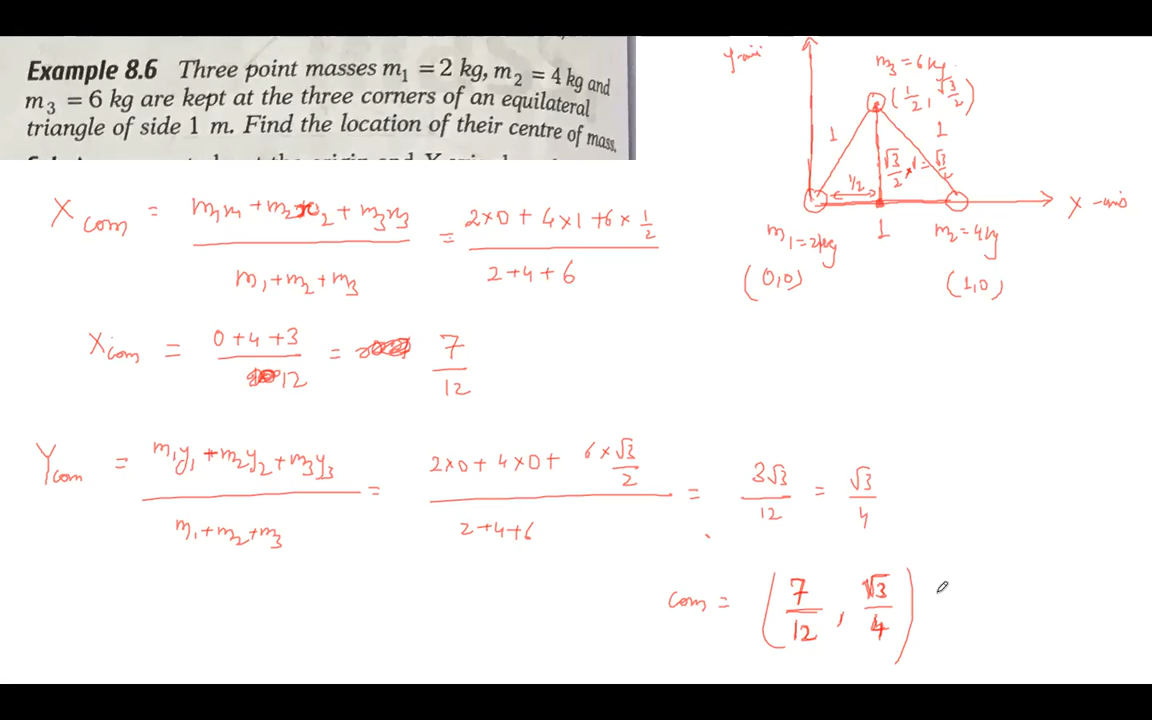 Example 8.6 Three point masses m₁ = 2 kg, m₂ = 4 kg and
m₃ = 6 kg are kept at the three corners of an equilateral
triangle of side 1 m. Find the location of their centre of mass.
Y-axis
m₃ = 6 kg
(1/2, √3/2)
1
1
√3/2 × 1 = √3/2
1/2
X-axis
m₁ = 2kg
1
m₂ = 4kg
(0,0)
(1,0)
X com = (m₁x₁ + m₂x₂ + m₃x₃)/(m₁ + m₂ + m₃) = (2×0 + 4×1 + 6×1/2)/(2+4+6)
Xcom = (0+4+3)/12 = 7/12
Ycom = (m₁y₁ + m₂y₂ + m₃y₃)/(m₁ + m₂ + m₃) = (2×0 + 4×0 + 6×√3/2)/(2+4+6) = 3√3/12 = √3/4
Com = (7/12, √3/4)